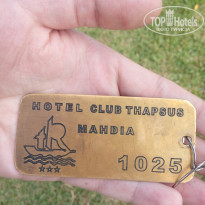 TOP Hotels
HOTEL CLUB THAPSUS
MAHDIA
1025